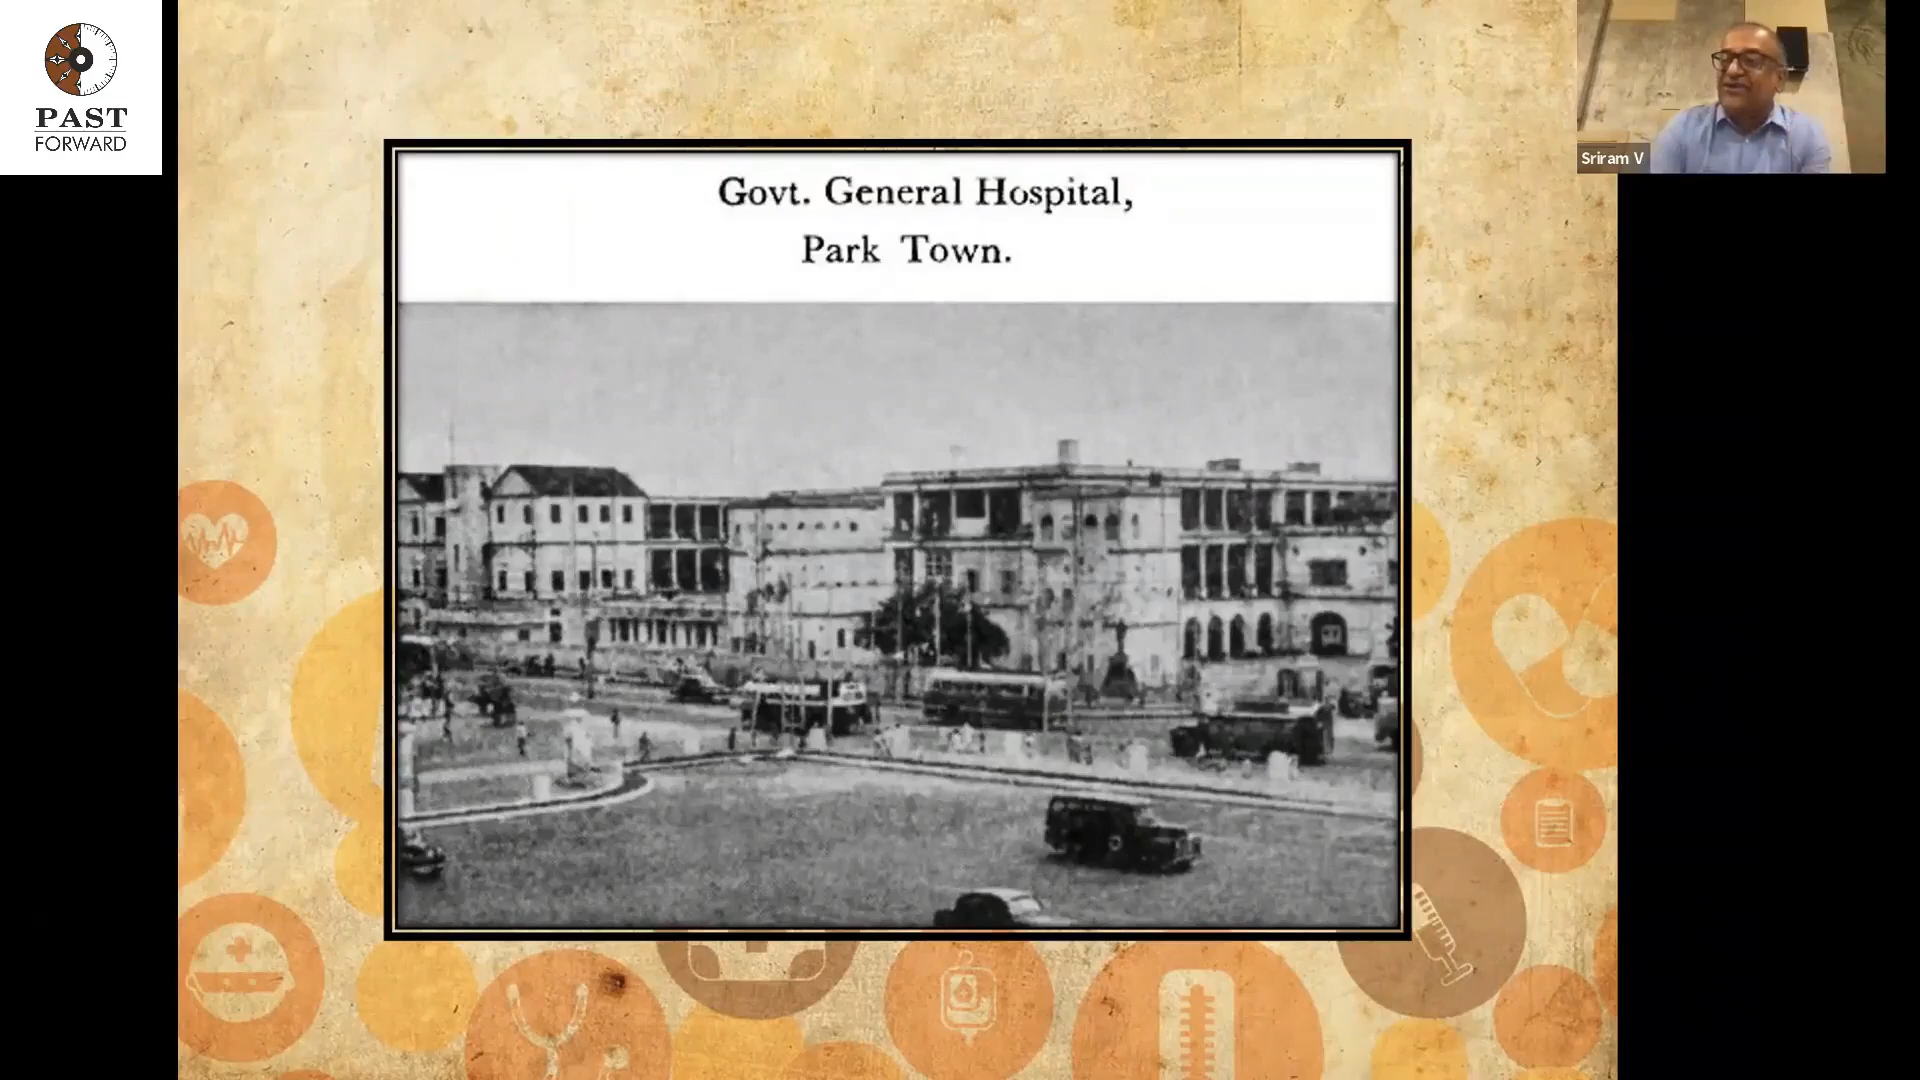 PAST
FORWARD
Govt. General Hospital,
Park Town.
Sriram V